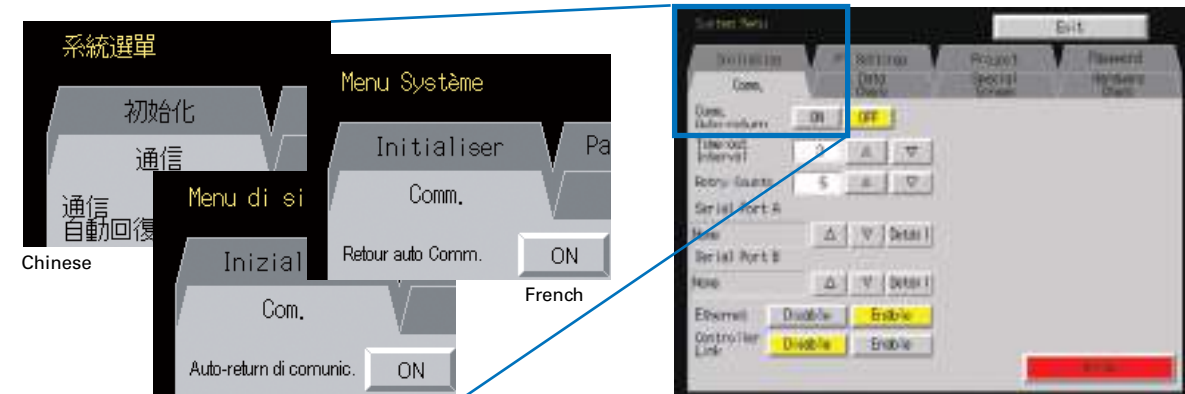 系統選單
初始化
通信
通信
自動回復
Chinese
Menu Système
Initialiser Pa
Comm.
Retour auto Comm. ON
French
Menu di si
Inizial
Com.
Auto-return di comunic. ON
System Menu Exit
Initialize Settings Project Password
Comm. Data Check Special Screen Hardware Check
Comm.
Auto-return ON OFF
Time-out
Interval
Retry Counts 5
Serial Port A
None Detail
Serial Port B
None Detail
Ethernet Disable Enable
Controller
Link Disable Enable